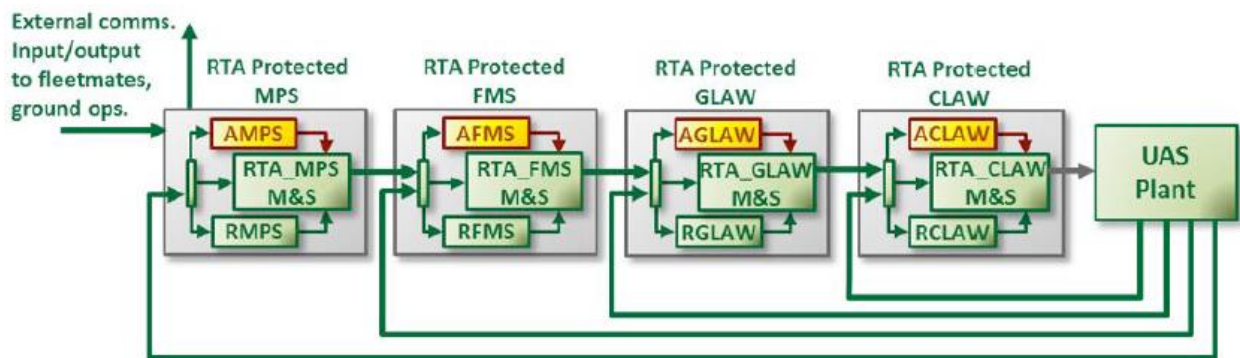 External comms.
Input/output
to fleetmates,
ground ops.
RTA Protected
MPS
AMPS
RTA_MPS
M&S
RMPS
RTA Protected
FMS
AFMS
RTA_FMS
M&S
RFMS
RTA Protected
GLAW
AGLAW
RTA_GLAW
M&S
RGLAW
RTA Protected
CLAW
ACLAW
RTA_CLAW
M&S
RCLAW
UAS
Plant